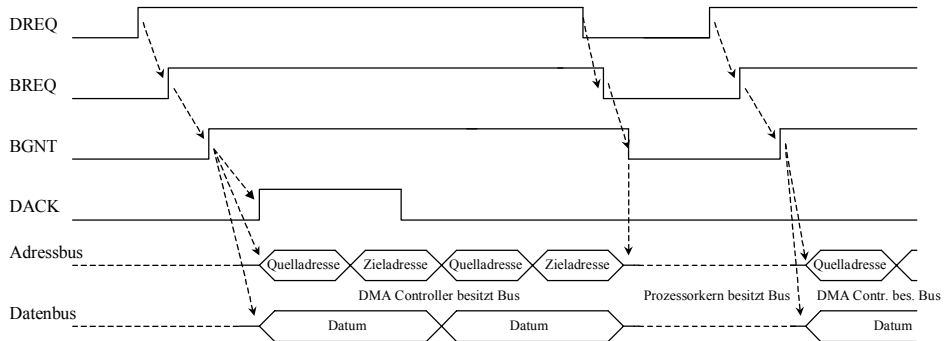 DREQ
BREQ
BGNT
DACK
Adressbus
Quelladresse Zieladresse Quelladresse Zieladresse Quelladresse
DMA Controller besitzt Bus Prozessorkern besitzt Bus DMA Contr. bes. Bus
Datenbus
Datum Datum Datum